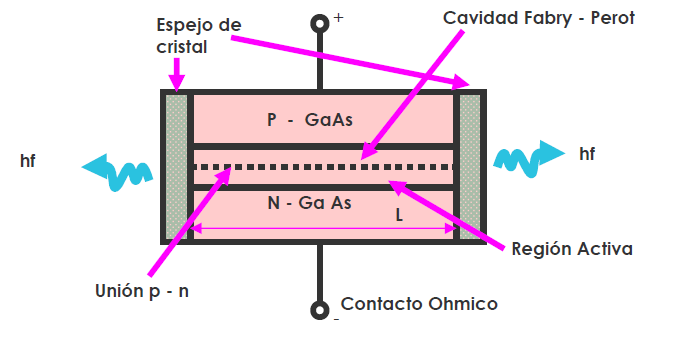 Espejo de
cristal
+
Cavidad Fabry - Perot
P - GaAs
hf
hf
N - Ga As
L
Región Activa
Unión p - n
Contacto Ohmico
-